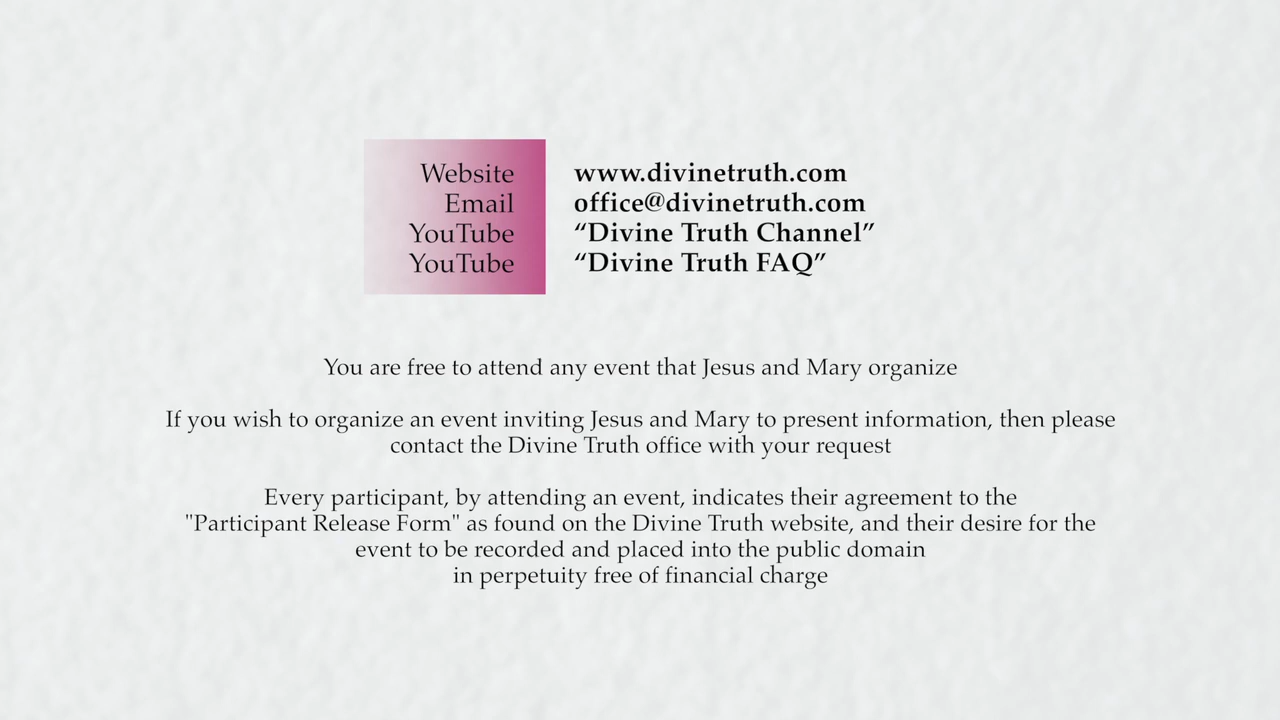 Website www.divinetruth.com
Email office@divinetruth.com
YouTube “Divine Truth Channel”
YouTube “Divine Truth FAQ”
You are free to attend any event that Jesus and Mary organize
If you wish to organize an event inviting Jesus and Mary to present information, then please
contact the Divine Truth office with your request
Every participant, by attending an event, indicates their agreement to the
"Participant Release Form" as found on the Divine Truth website, and their desire for the
event to be recorded and placed into the public domain
in perpetuity free of financial charge